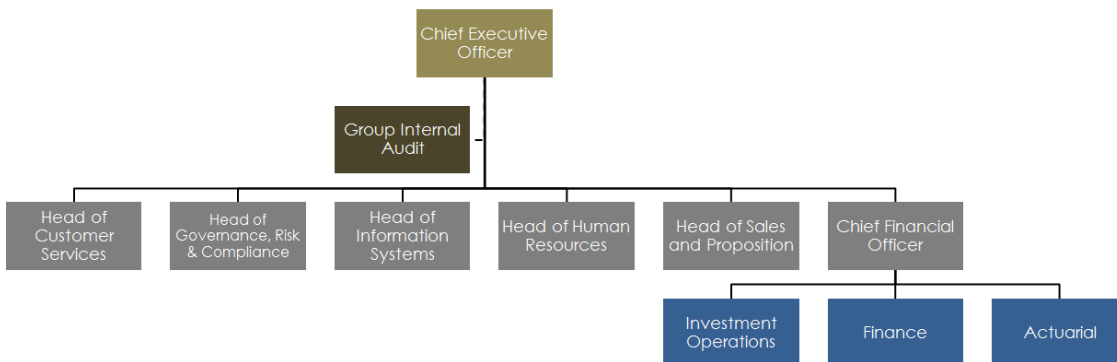 Chief Executive
Officer
Group Internal
Audit
Head of
Customer
Services
Head of
Governance, Risk
& Compliance
Head of
Information
Systems
Head of Human
Resources
Head of Sales
and Proposition
Chief Financial
Officer
Investment
Operations
Finance
Actuarial